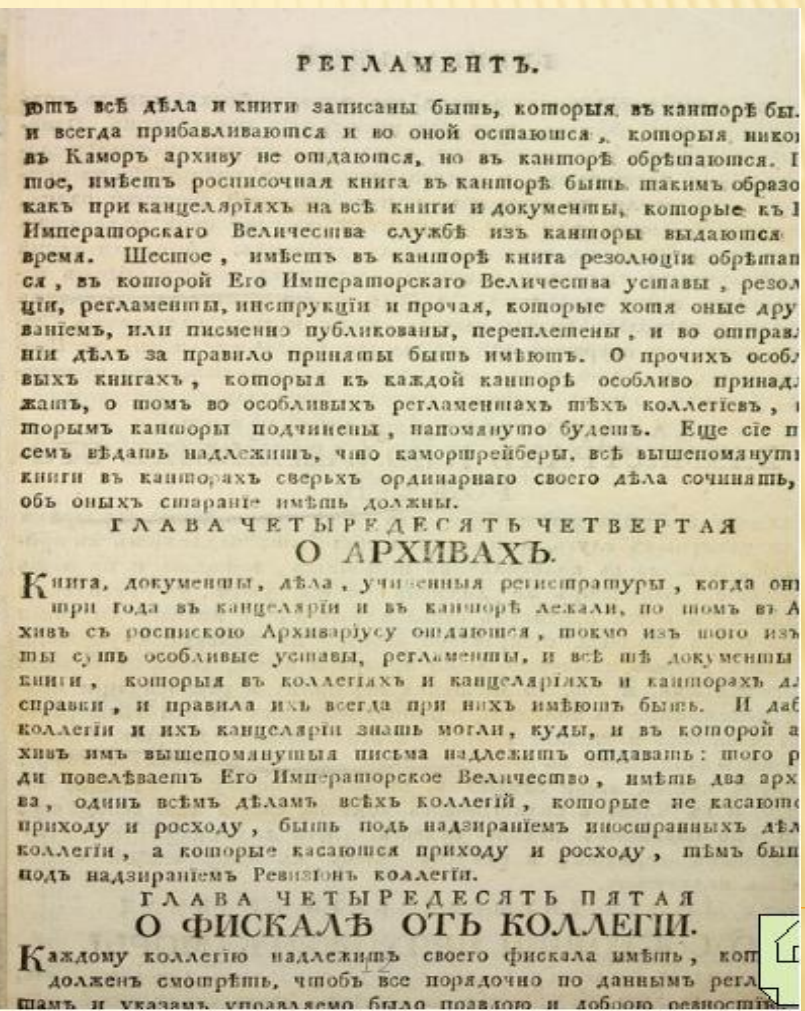 РЕГЛАМЕНТЪ.
ютъ всѣ дѣла и книги записаны быть, которыя въ канторѣ бы
и всегда прибавливаются и во оной остаются, которыя нико
въ Каморъ архиву не отдаются, но въ канторѣ обрѣтаются.
тое, имѣетъ росписочная книга въ канторѣ быть такимъ образо
какъ при канцеляріяхъ на всѣ книги и документы, которые къ
Императорскаго Величества службѣ изъ канторы выдаются
время. Шестое, имѣетъ въ канторѣ книга резолюціи обрѣтат
ся, въ которой Его Императорскаго Величества уставы, резол
ціи, регламенты, инструкціи и прочая, которые хотя оные дру
ваніемъ, или писменно публикованы, переплетены, и во отправ
ніи дѣлъ за правило приняты быть имѣютъ. О прочихъ особ
выхъ книгахъ, которыя къ каждой канторѣ особливо принад
жатъ, о томъ во особливыхъ регламентахъ тѣхъ коллегіевъ,
торымъ канторы подчинены, напомянуто будетъ. Еще сіе п
семъ вѣдать надлежитъ, что каморшрейберы, всѣ вышепомянут
книги въ канторахъ сверьхъ ординарнаго своего дѣла сочинять,
объ оныхъ стараніе имѣть должны.
ГЛАВА ЧЕТЫРЕДЕСЯТЬ ЧЕТВЕРТАЯ
О АРХИВАХЪ.
Книга, документы, дѣла, учиненныя регистратуры, когда он
три года въ канцеляріи и въ канторѣ лежали, по томъ въ А
хивъ съ роспискою Архиваріусу отдаются, токмо изъ того изъ
ты суть особливые уставы, регламенты, и всѣ тѣ документы
книги, которыя въ коллегіяхъ и канцеляріяхъ и канторахъ дл
справки, и правила ихъ всегда при нихъ имѣютъ быть. И даб
коллегіи и ихъ канцеляріи знать могли, куды, и въ которой а
хивъ имъ вышепомянутыя письма надлежитъ отдавать: того р
ди повелѣваетъ Его Императорское Величество, имѣть два арх
ва, одинъ всѣмъ дѣламъ всѣхъ коллегій, которые не касаютс
приходу и росходу, быть подъ надзираніемъ иностранныхъ дѣл
коллегіи, а которые касаются приходу и росходу, тѣмъ быт
подъ надзираніемъ Ревизіонъ коллегіи.
ГЛАВА ЧЕТЫРЕДЕСЯТЬ ПЯТАЯ
О ФИСКАЛѢ ОТЪ КОЛЛЕГІИ.
Каждому коллегію надлежитъ своего фискала имѣть, кот
долженъ смотрѣть, чтобъ все порядочно по даннымъ регл
тамъ и указамъ управляемо было правдою и доброю ревностію
12